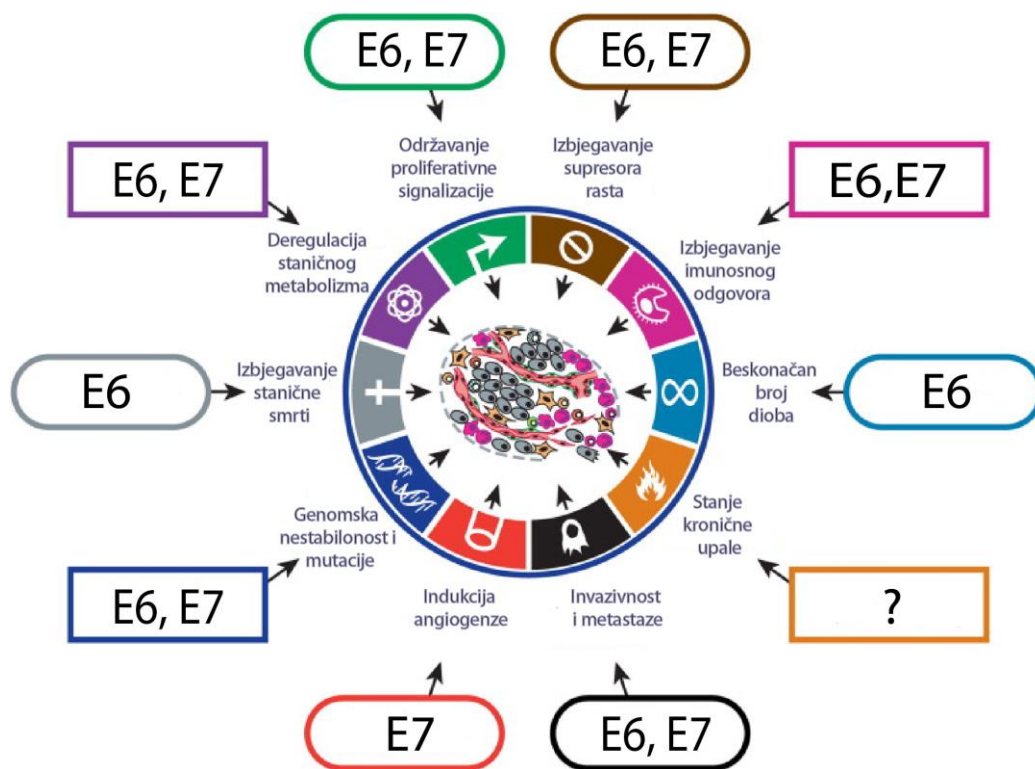 E6, E7
E6, E7
Održavanje
proliferativne
signalizacije
Izbjegavanje
supresora
rasta
E6, E7
E6,E7
Deregulacija
staničnog
metabolizma
Izbjegavanje
imunosnog
odgovora
E6
Izbjegavanje
stanične
smrti
Beskonačan
broj
dioba
E6
Genomska
nestabilonost i
mutacije
Stanje
kronične
upale
E6, E7
Indukcija
angiogenze
Invazivnost
i metastaze
?
E7
E6, E7